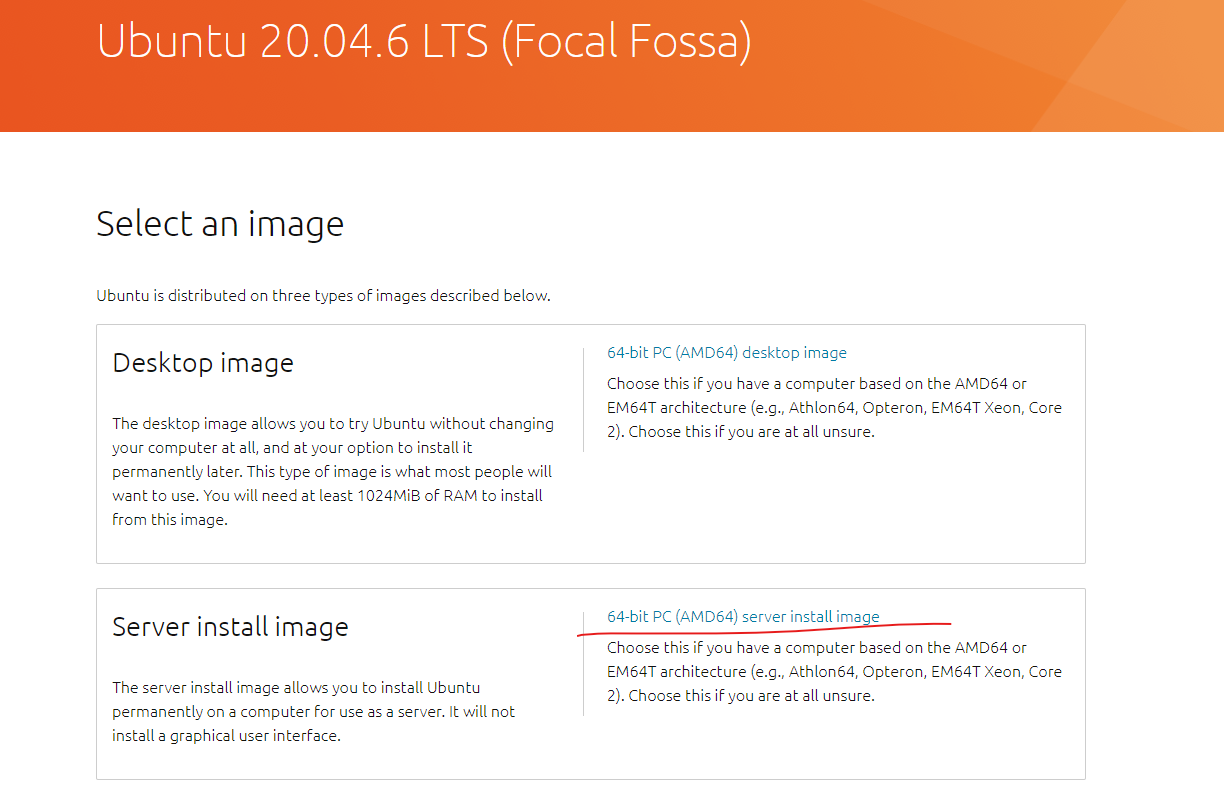 Ubuntu 20.04.6 LTS (Focal Fossa)
Select an image
Ubuntu is distributed on three types of images described below.
Desktop image
The desktop image allows you to try Ubuntu without changing
your computer at all, and at your option to install it
permanently later. This type of image is what most people will
want to use. You will need at least 1024MiB of RAM to install
from this image.
64-bit PC (AMD64) desktop image
Choose this if you have a computer based on the AMD64 or
EM64T architecture (e.g., Athlon64, Opteron, EM64T Xeon, Core
2). Choose this if you are at all unsure.
Server install image
The server install image allows you to install Ubuntu
permanently on a computer for use as a server. It will not
install a graphical user interface.
64-bit PC (AMD64) server install image
Choose this if you have a computer based on the AMD64 or
EM64T architecture (e.g., Athlon64, Opteron, EM64T Xeon, Core
2). Choose this if you are at all unsure.